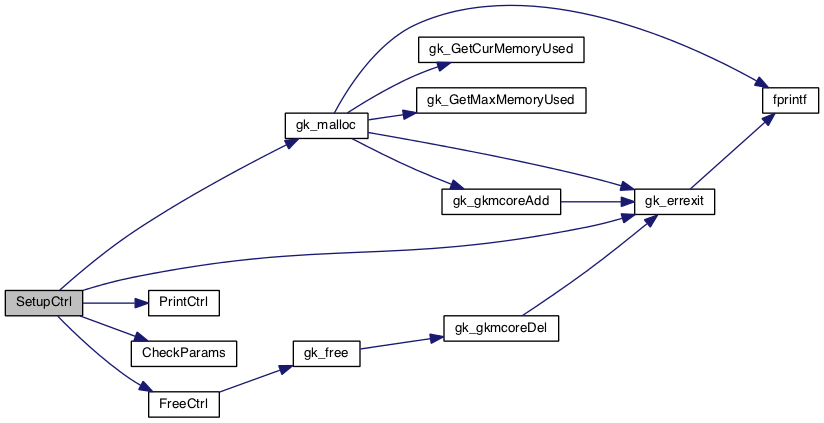 gk_GetCurMemoryUsed
gk_GetMaxMemoryUsed
fprintf
gk_malloc
gk_gkmcoreAdd
gk_errexit
SetupCtrl
PrintCtrl
gk_gkmcoreDel
CheckParams
gk_free
FreeCtrl